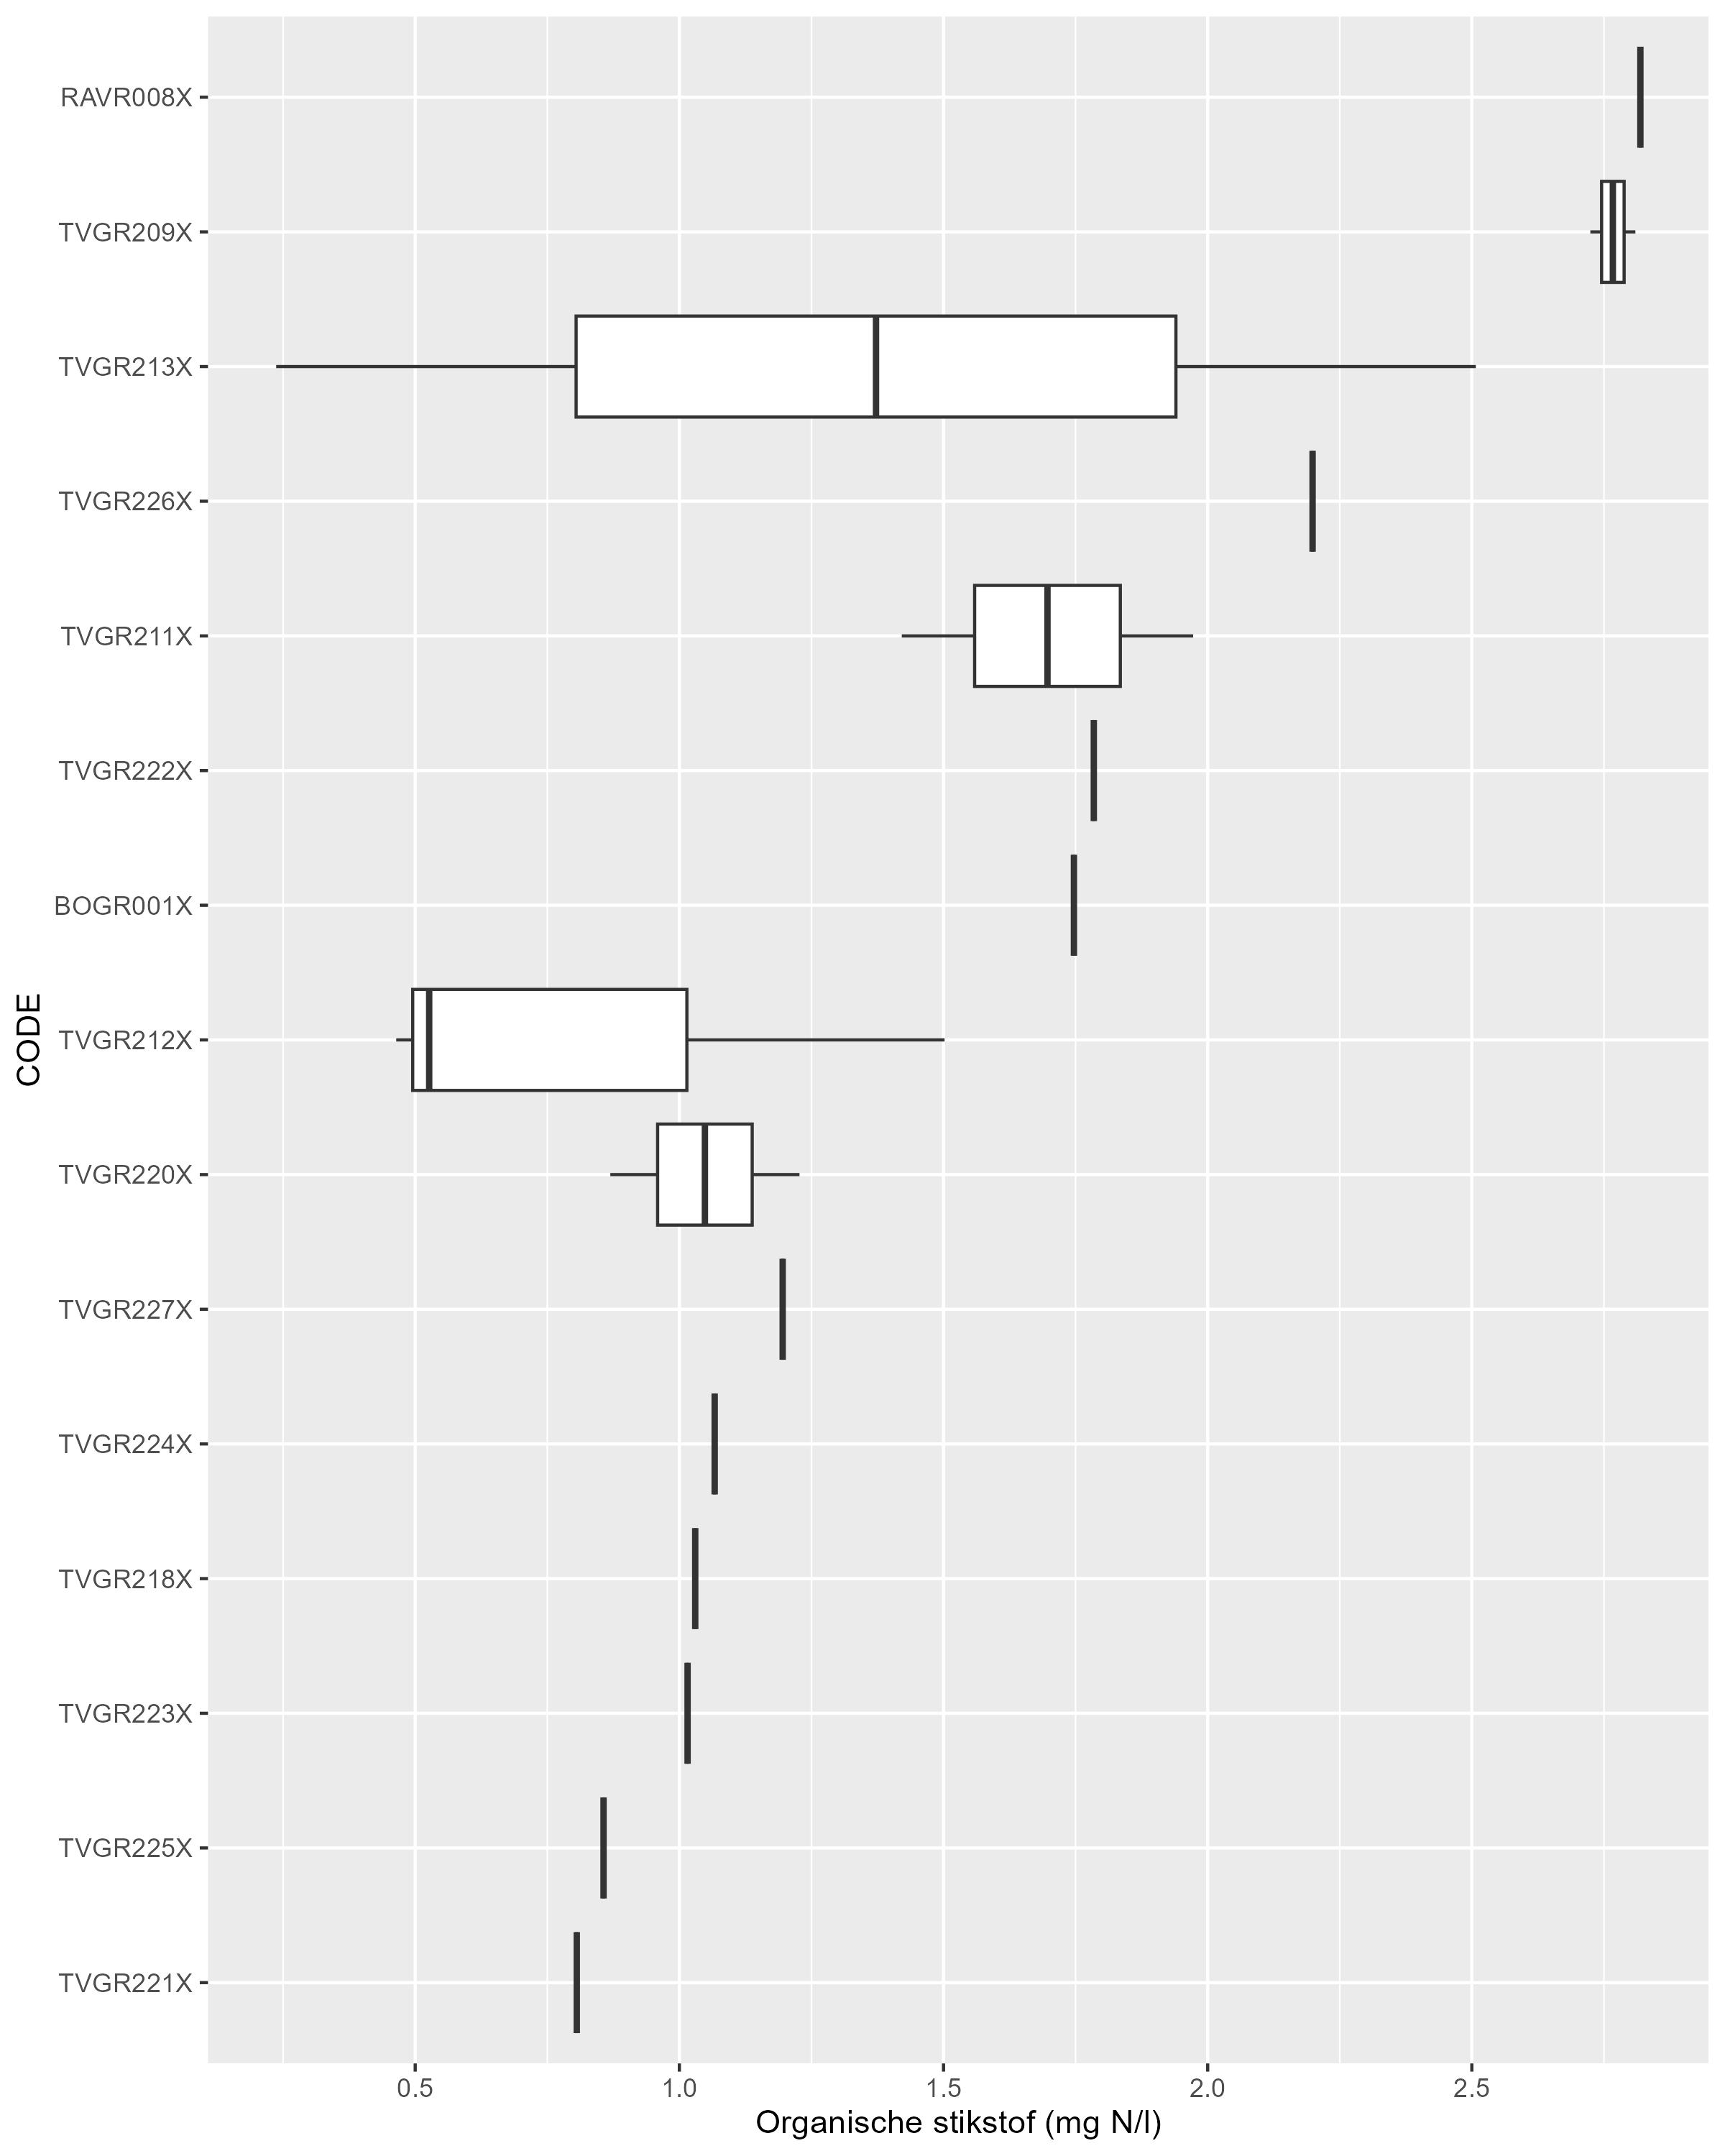 RAVR008X
TVGR209X
TVGR213X
TVGR226X
TVGR211X
TVGR222X
BOGR001X
TVGR212X
TVGR220X
TVGR227X
TVGR224X
TVGR218X
TVGR223X
TVGR225X
TVGR221X
CODE
0.5 1.0 1.5 2.0 2.5
Organische stikstof (mg N/l)